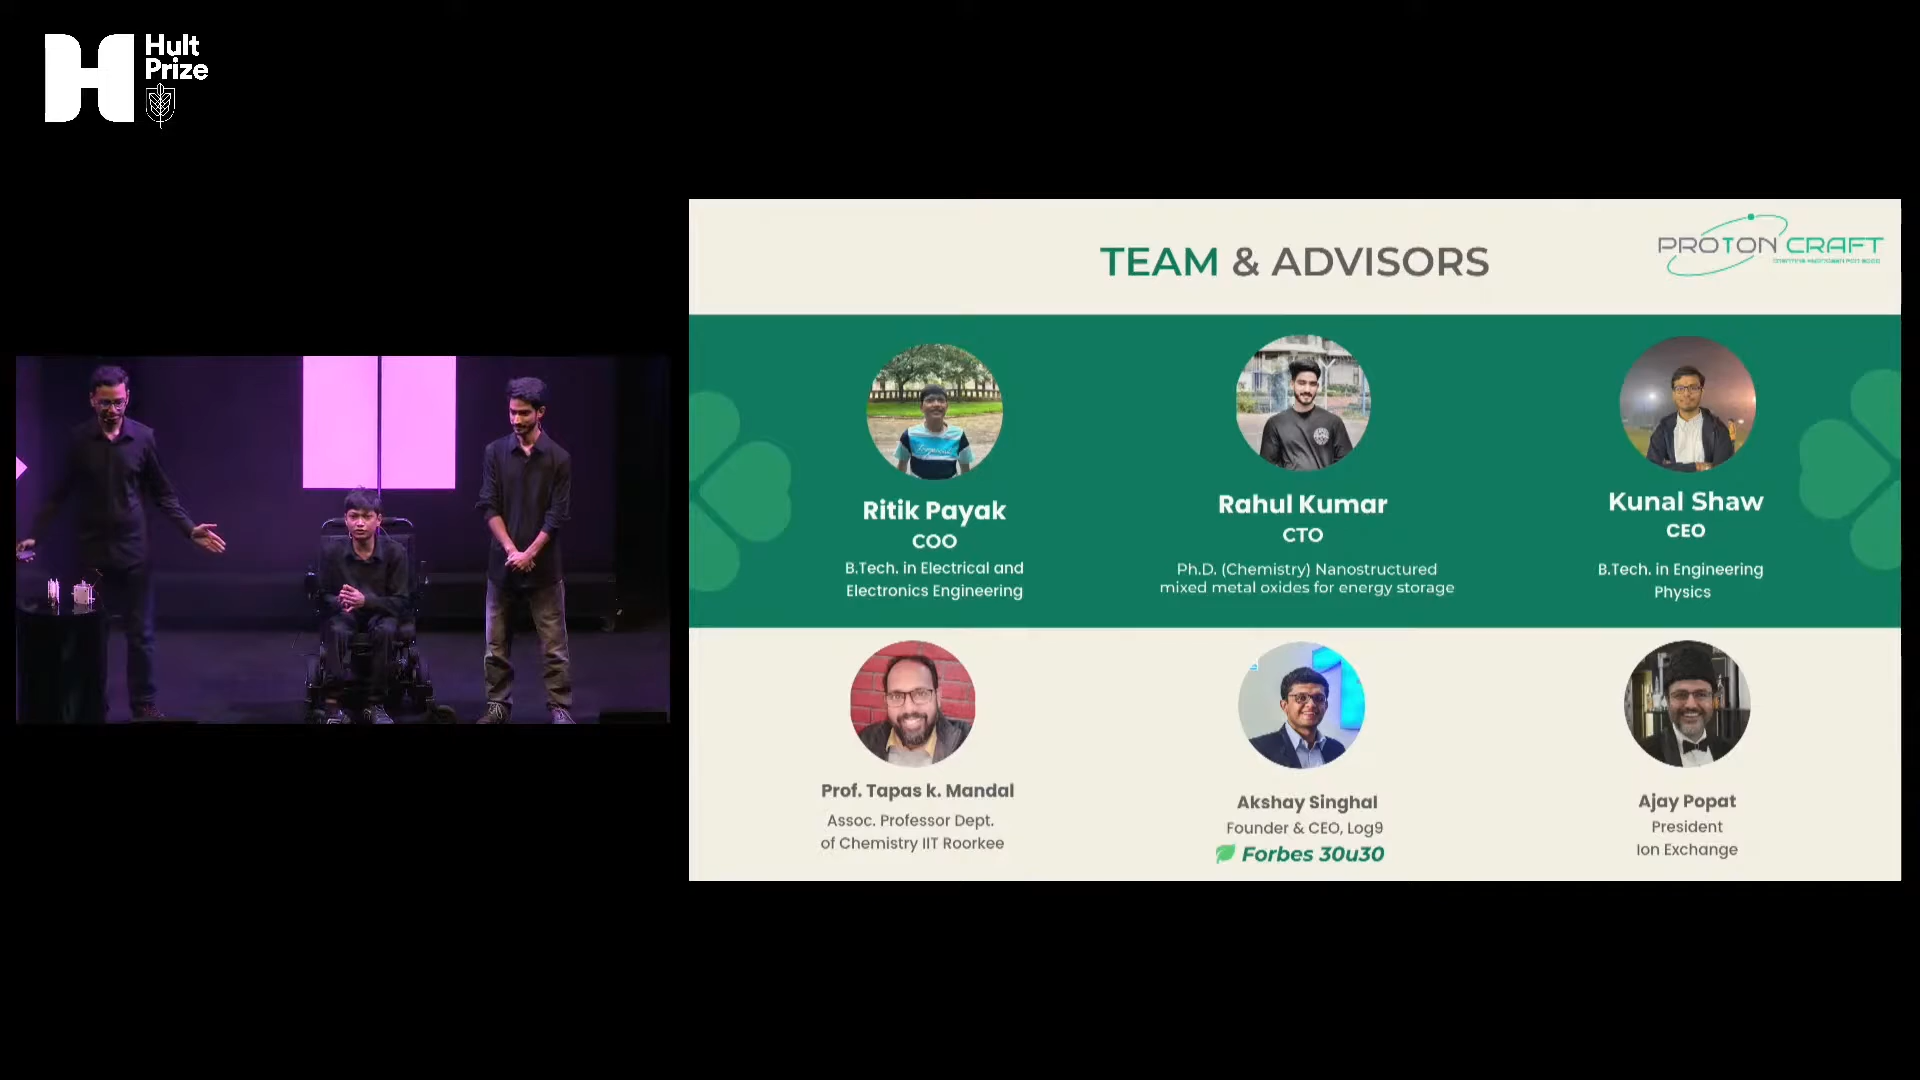 Hult
Prize
TEAM & ADVISORS
PROTON CRAFT
Ritik Payak
COO
B.Tech. in Electrical and
Electronics Engineering
Rahul Kumar
CTO
Ph.D. (Chemistry) Nanostructured
mixed metal oxides for energy storage
Kunal Shaw
CEO
B.Tech. in Engineering
Physics
Prof. Tapas k. Mandal
Assoc. Professor Dept.
of Chemistry IIT Roorkee
Akshay Singhal
Founder & CEO, Log9
Forbes 30u30
Ajay Popat
President
Ion Exchange